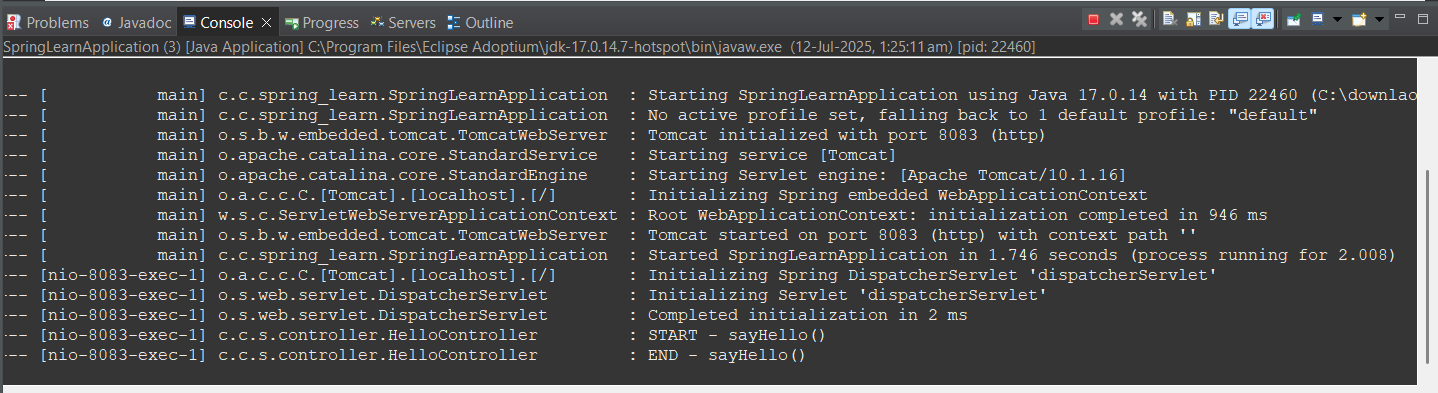 Problems @ Javadoc Console Progress Servers Outline
SpringLearnApplication (3) [Java Application] C:\Program Files\Eclipse Adoptium\jdk-17.0.14.7-hotspot\bin\javaw.exe (12-Jul-2025, 1:25:11 am) [pid: 22460]
--- [           main] c.c.spring_learn.SpringLearnApplication  : Starting SpringLearnApplication using Java 17.0.14 with PID 22460 (C:\downlao
--- [           main] c.c.spring_learn.SpringLearnApplication  : No active profile set, falling back to 1 default profile: "default"
--- [           main] o.s.b.w.embedded.tomcat.TomcatWebServer  : Tomcat initialized with port 8083 (http)
--- [           main] o.apache.catalina.core.StandardService   : Starting service [Tomcat]
--- [           main] o.apache.catalina.core.StandardEngine    : Starting Servlet engine: [Apache Tomcat/10.1.16]
--- [           main] o.a.c.c.C.[Tomcat].[localhost].[/]       : Initializing Spring embedded WebApplicationContext
--- [           main] w.s.c.ServletWebServerApplicationContext : Root WebApplicationContext: initialization completed in 946 ms
--- [           main] o.s.b.w.embedded.tomcat.TomcatWebServer  : Tomcat started on port 8083 (http) with context path ''
--- [           main] c.c.spring_learn.SpringLearnApplication  : Started SpringLearnApplication in 1.746 seconds (process running for 2.008)
--- [nio-8083-exec-1] o.a.c.c.C.[Tomcat].[localhost].[/]       : Initializing Spring DispatcherServlet 'dispatcherServlet'
--- [nio-8083-exec-1] o.s.web.servlet.DispatcherServlet        : Initializing Servlet 'dispatcherServlet'
--- [nio-8083-exec-1] o.s.web.servlet.DispatcherServlet        : Completed initialization in 2 ms
--- [nio-8083-exec-1] c.c.s.controller.HelloController         : START - sayHello()
--- [nio-8083-exec-1] c.c.s.controller.HelloController         : END - sayHello()